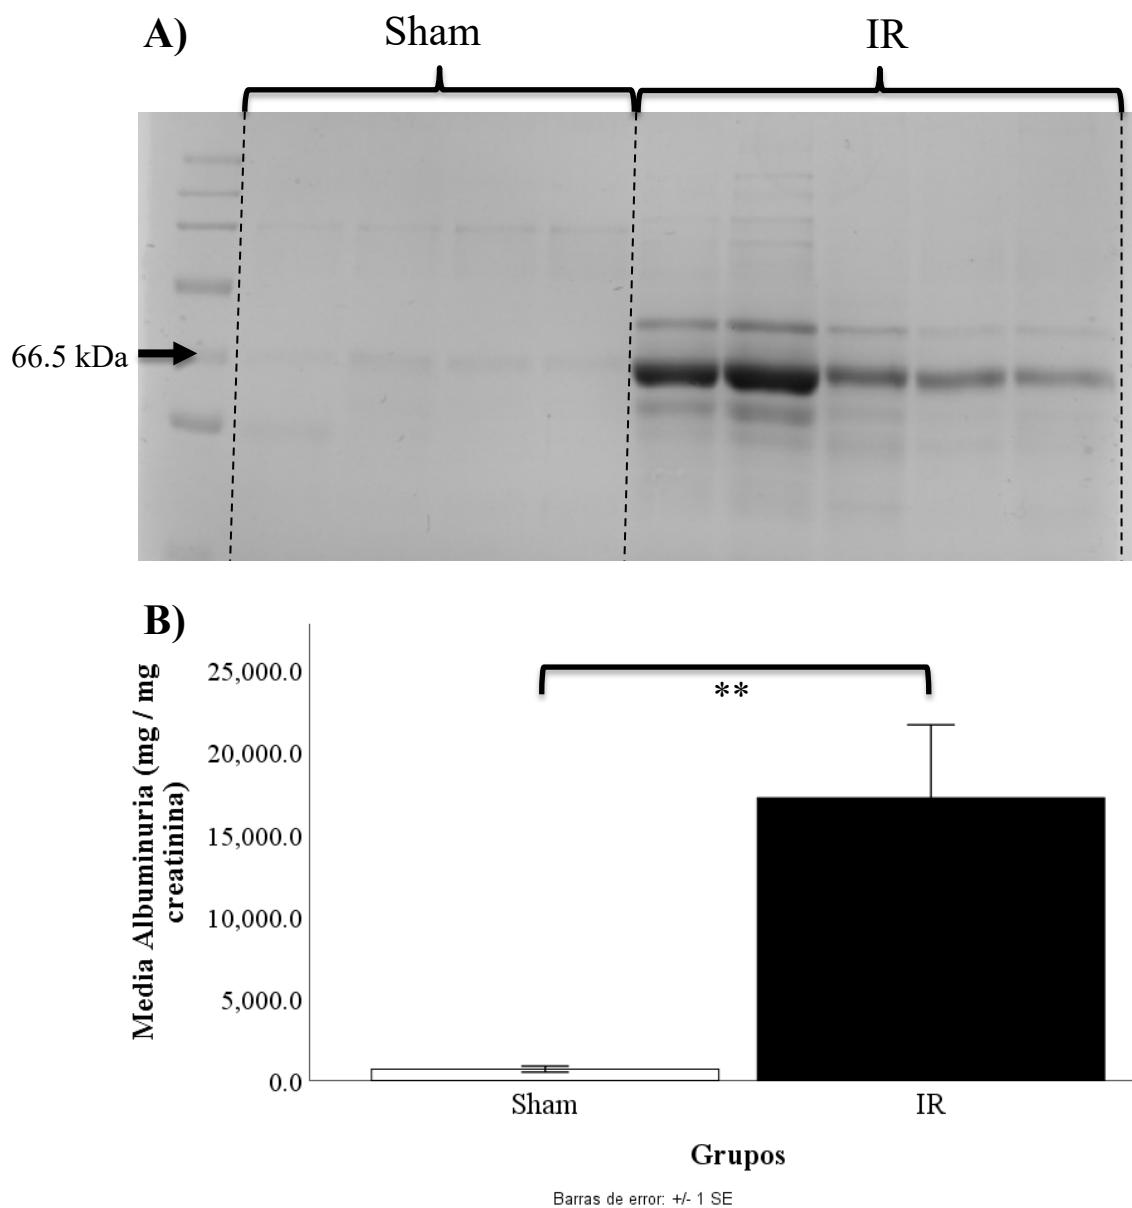 A)
Sham
IR
66.5 kDa
B)
Media Albuminuria (mg / mg
creatinina)
25,000.0
20,000.0
15,000.0
10,000.0
5,000.0
0.0
**
Sham
IR
Grupos
Barras de error: +/- 1 SE